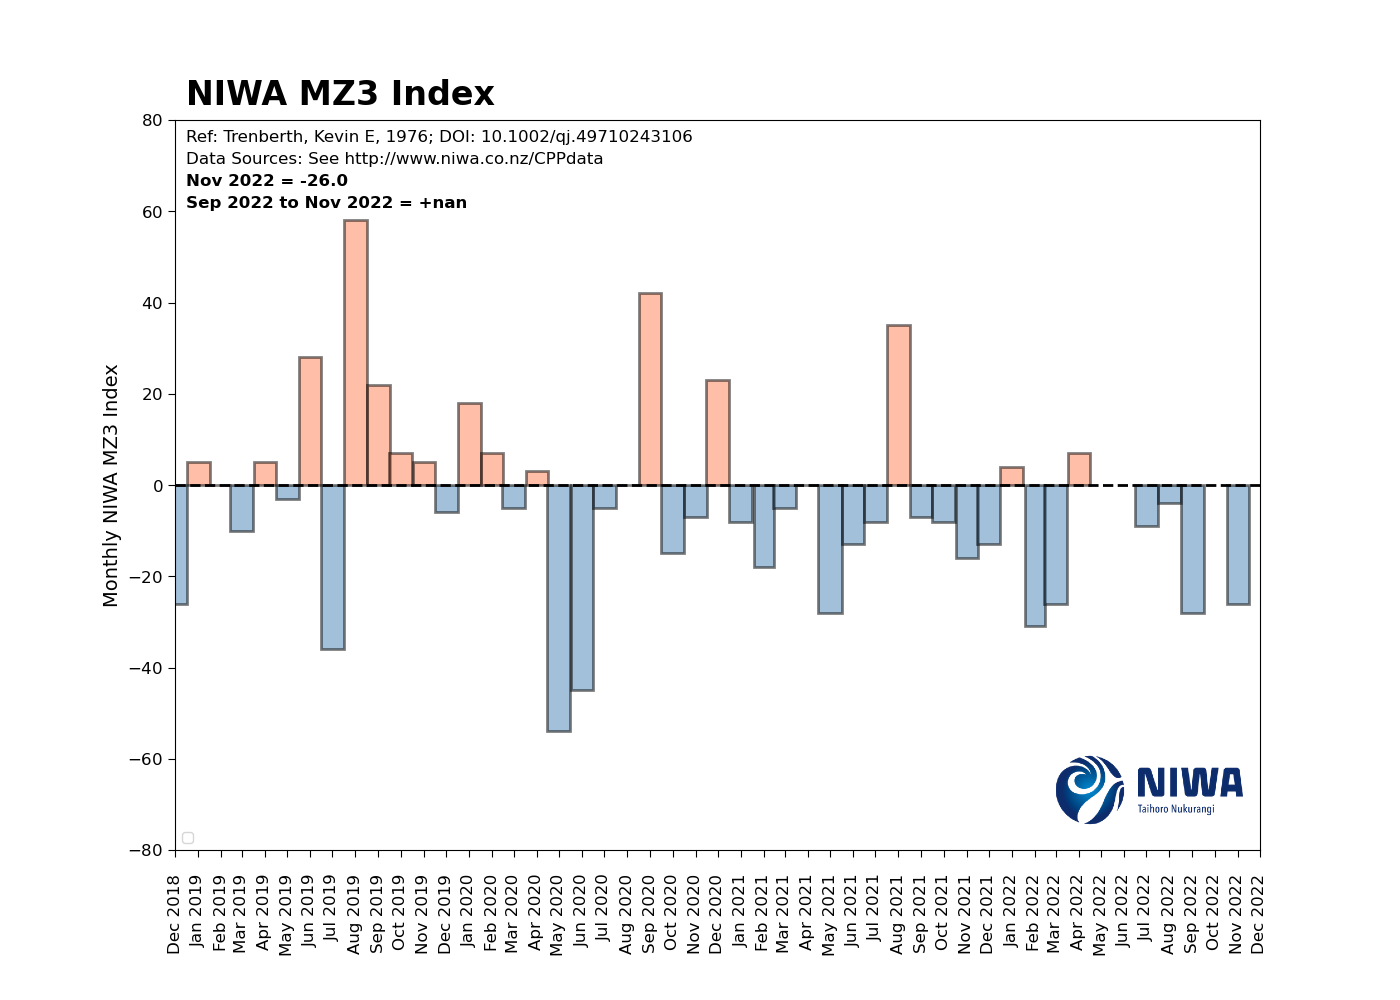 NIWA MZ3 Index
Ref: Trenberth, Kevin E, 1976; DOI: 10.1002/qj.49710243106
Data Sources: See http://www.niwa.co.nz/CPPdata
Nov 2022 = -26.0
Sep 2022 to Nov 2022 = +nan
Monthly NIWA MZ3 Index
80
60
40
20
0
−20
−40
−60
−80
NIWA
Taihoro Nukurangi
Dec 2018
Jan 2019
Feb 2019
Mar 2019
Apr 2019
May 2019
Jun 2019
Jul 2019
Aug 2019
Sep 2019
Oct 2019
Nov 2019
Dec 2019
Jan 2020
Feb 2020
Mar 2020
Apr 2020
May 2020
Jun 2020
Jul 2020
Aug 2020
Sep 2020
Oct 2020
Nov 2020
Dec 2020
Jan 2021
Feb 2021
Mar 2021
Apr 2021
May 2021
Jun 2021
Jul 2021
Aug 2021
Sep 2021
Oct 2021
Nov 2021
Dec 2021
Jan 2022
Feb 2022
Mar 2022
Apr 2022
May 2022
Jun 2022
Jul 2022
Aug 2022
Sep 2022
Oct 2022
Nov 2022
Dec 2022